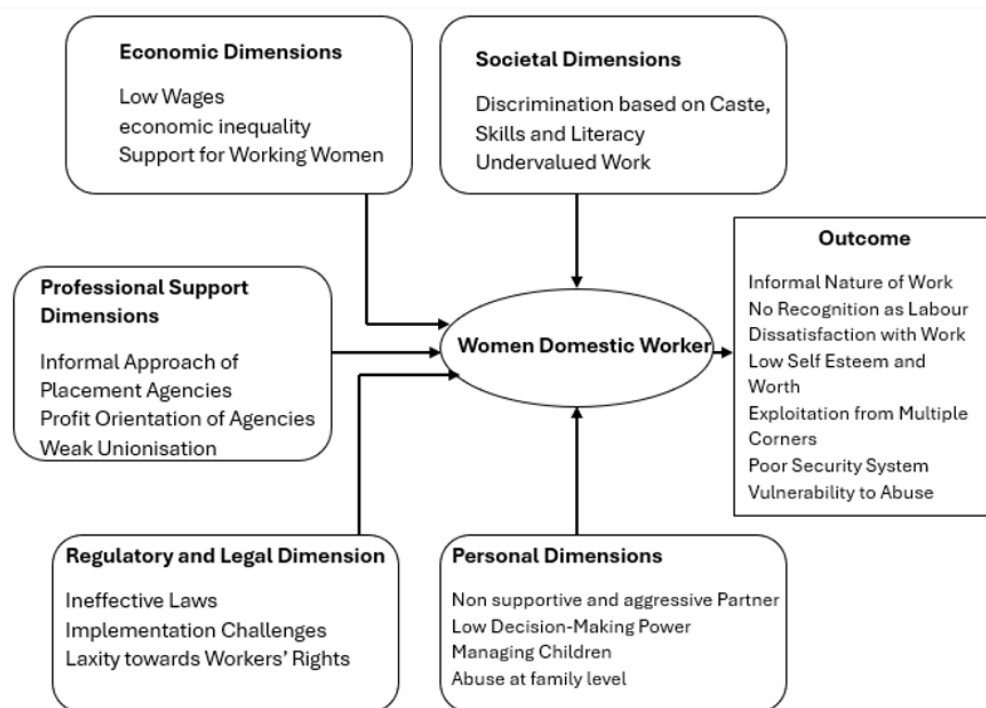 Economic Dimensions
Low Wages
economic inequality
Support for Working Women
Societal Dimensions
Discrimination based on Caste,
Skills and Literacy
Undervalued Work
Professional Support
Dimensions
Informal Approach of
Placement Agencies
Profit Orientation of Agencies
Weak Unionisation
Women Domestic Worker
Outcome
Informal Nature of Work
No Recognition as Labour
Dissatisfaction with Work
Low Self Esteem and
Worth
Exploitation from Multiple
Corners
Poor Security System
Vulnerability to Abuse
Regulatory and Legal Dimension
Ineffective Laws
Implementation Challenges
Laxity towards Workers’ Rights
Personal Dimensions
Non supportive and aggressive Partner
Low Decision-Making Power
Managing Children
Abuse at family level